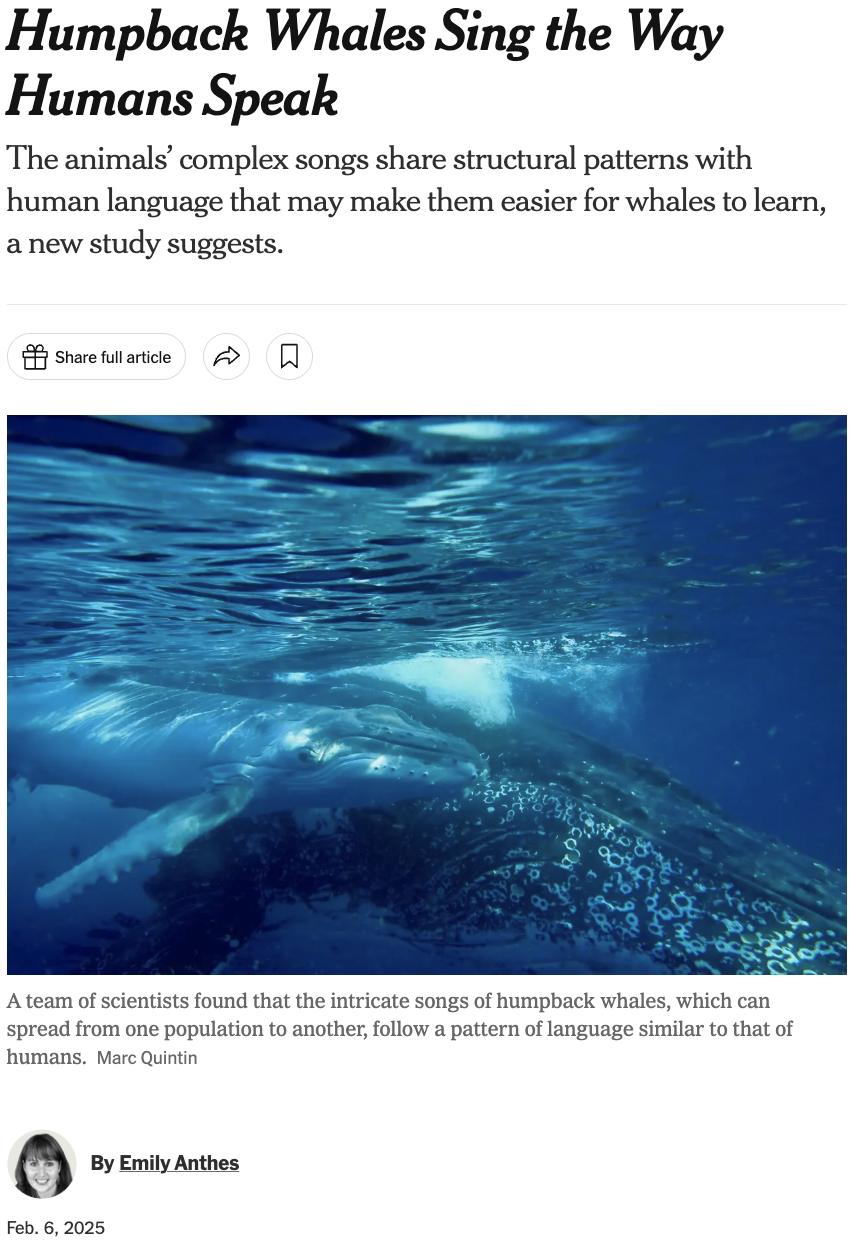 Humpback Whales Sing the Way
Humans Speak
The animals’ complex songs share structural patterns with
human language that may make them easier for whales to learn,
a new study suggests.
Share full article
A team of scientists found that the intricate songs of humpback whales, which can
spread from one population to another, follow a pattern of language similar to that of
humans. Marc Quintin
By Emily Anthes
Feb. 6, 2025